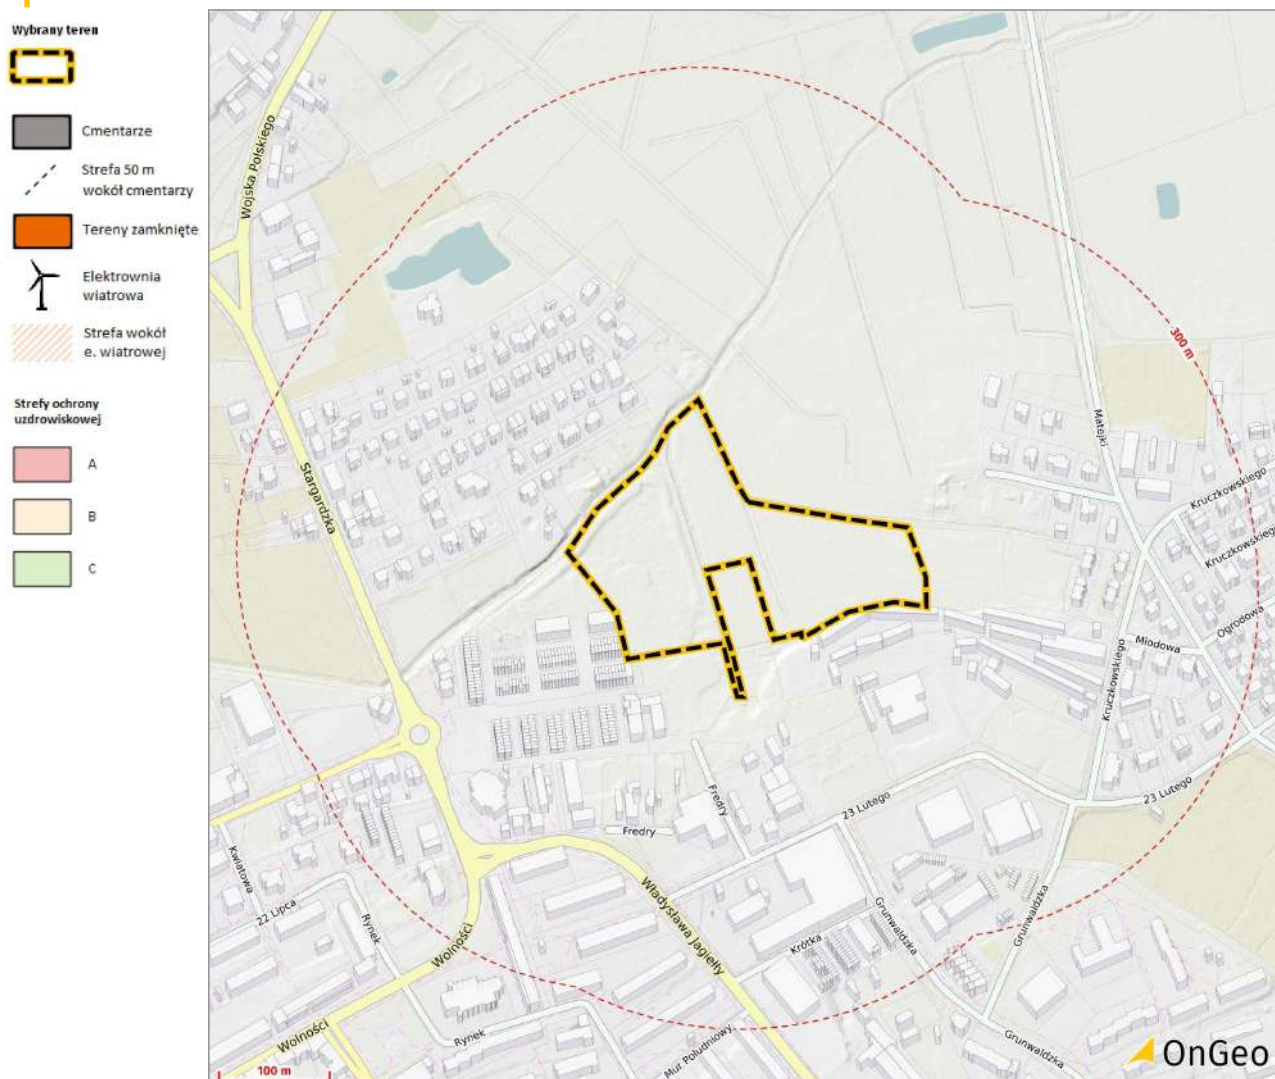 Wybrany teren
Cmentarze
Strefa 50 m
wokół cmentarzy
Tereny zamknięte
Elektrownia
wiatrowa
Strefa wokół
e. wiatrowej
Strefy ochrony
uzdrowiskowej
A
B
C
Wojska Polskiego
300 m
Matejki
Stargardzka
Kruczkowskiego
Kruczkowskiego
Ogrodowa
Miodowa
Kruczkowskiego
23 Lutego
Fredry
23 Lutego
Fredry
Kwiatowa
22 Lipca
Rynek
Władysława Jagiełły
Grunwaldzka
Grunwaldzka
Wolności
Krótka
Wolności
Rynek
Mur Południowy
Grunwaldzka
100 m
OnGeo